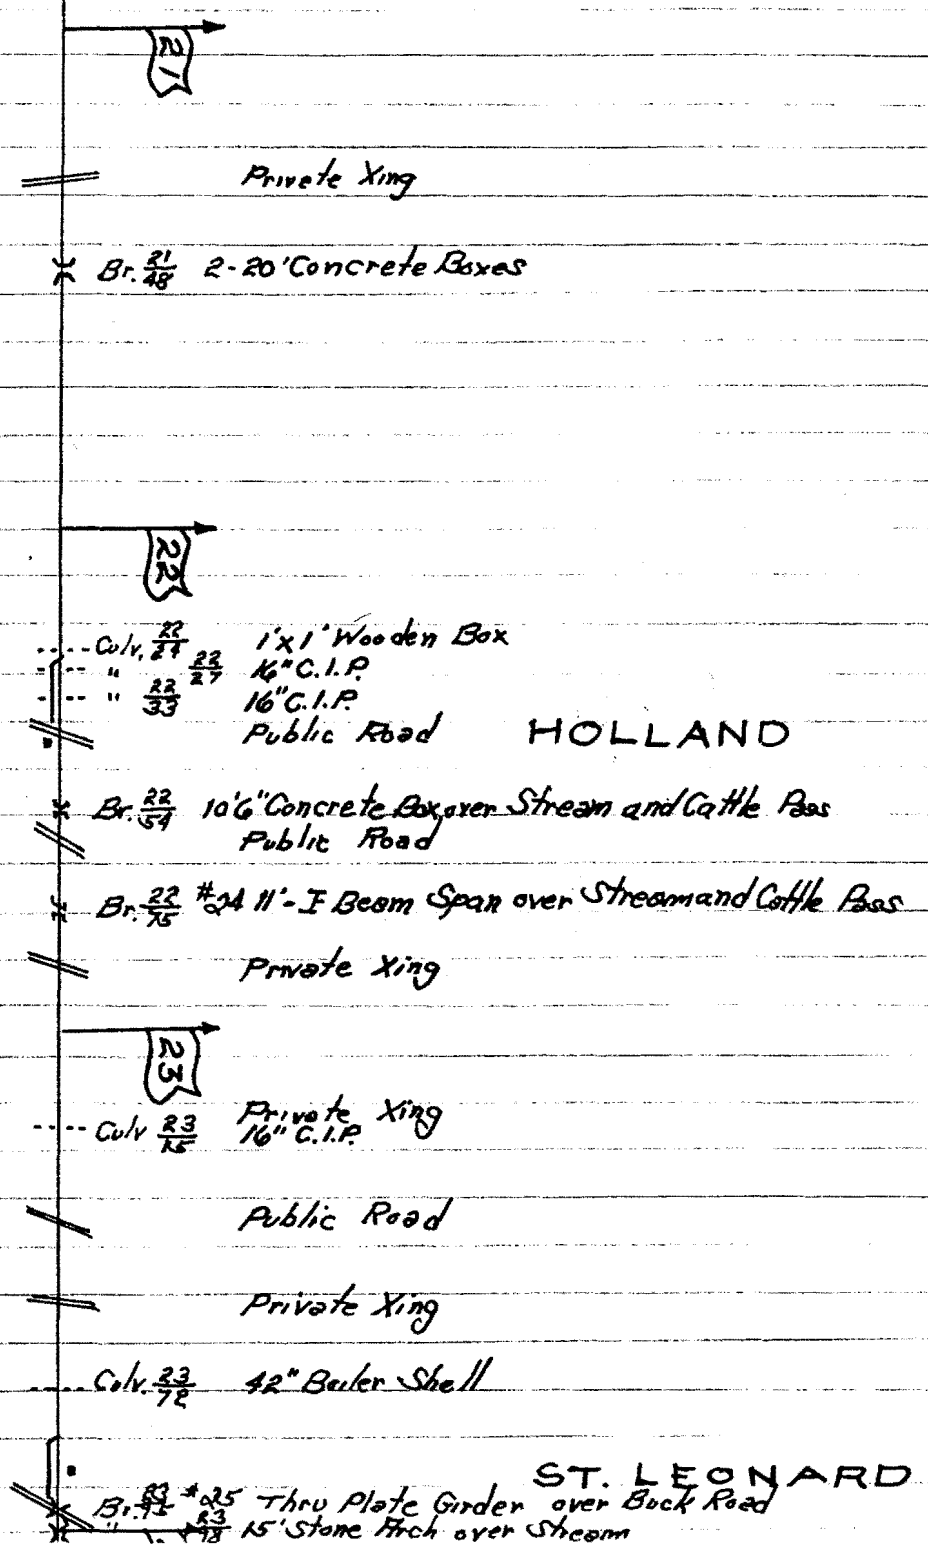 21
Private Xing
Br. 21/48 2-20' Concrete Boxes
22
Culv. 22/24 1'x1' Wooden Box
" 22/27 16" C.I.P.
" 22/33 16" C.I.P.
Public Road HOLLAND
Br. 22/54 10'6" Concrete Box over Stream and Cattle Pass
Public Road
Br. 22/75 #24 11'- I Beam Span over Stream and Cattle Pass
Private Xing
23
Private Xing
Culv 23/15 16" C.I.P.
Public Road
Private Xing
Culv. 23/72 42" Boiler Shell
ST. LEONARD
Br. 23/95 #25 Thru Plate Girder over Back Road
" 23/98 15' Stone Arch over Stream